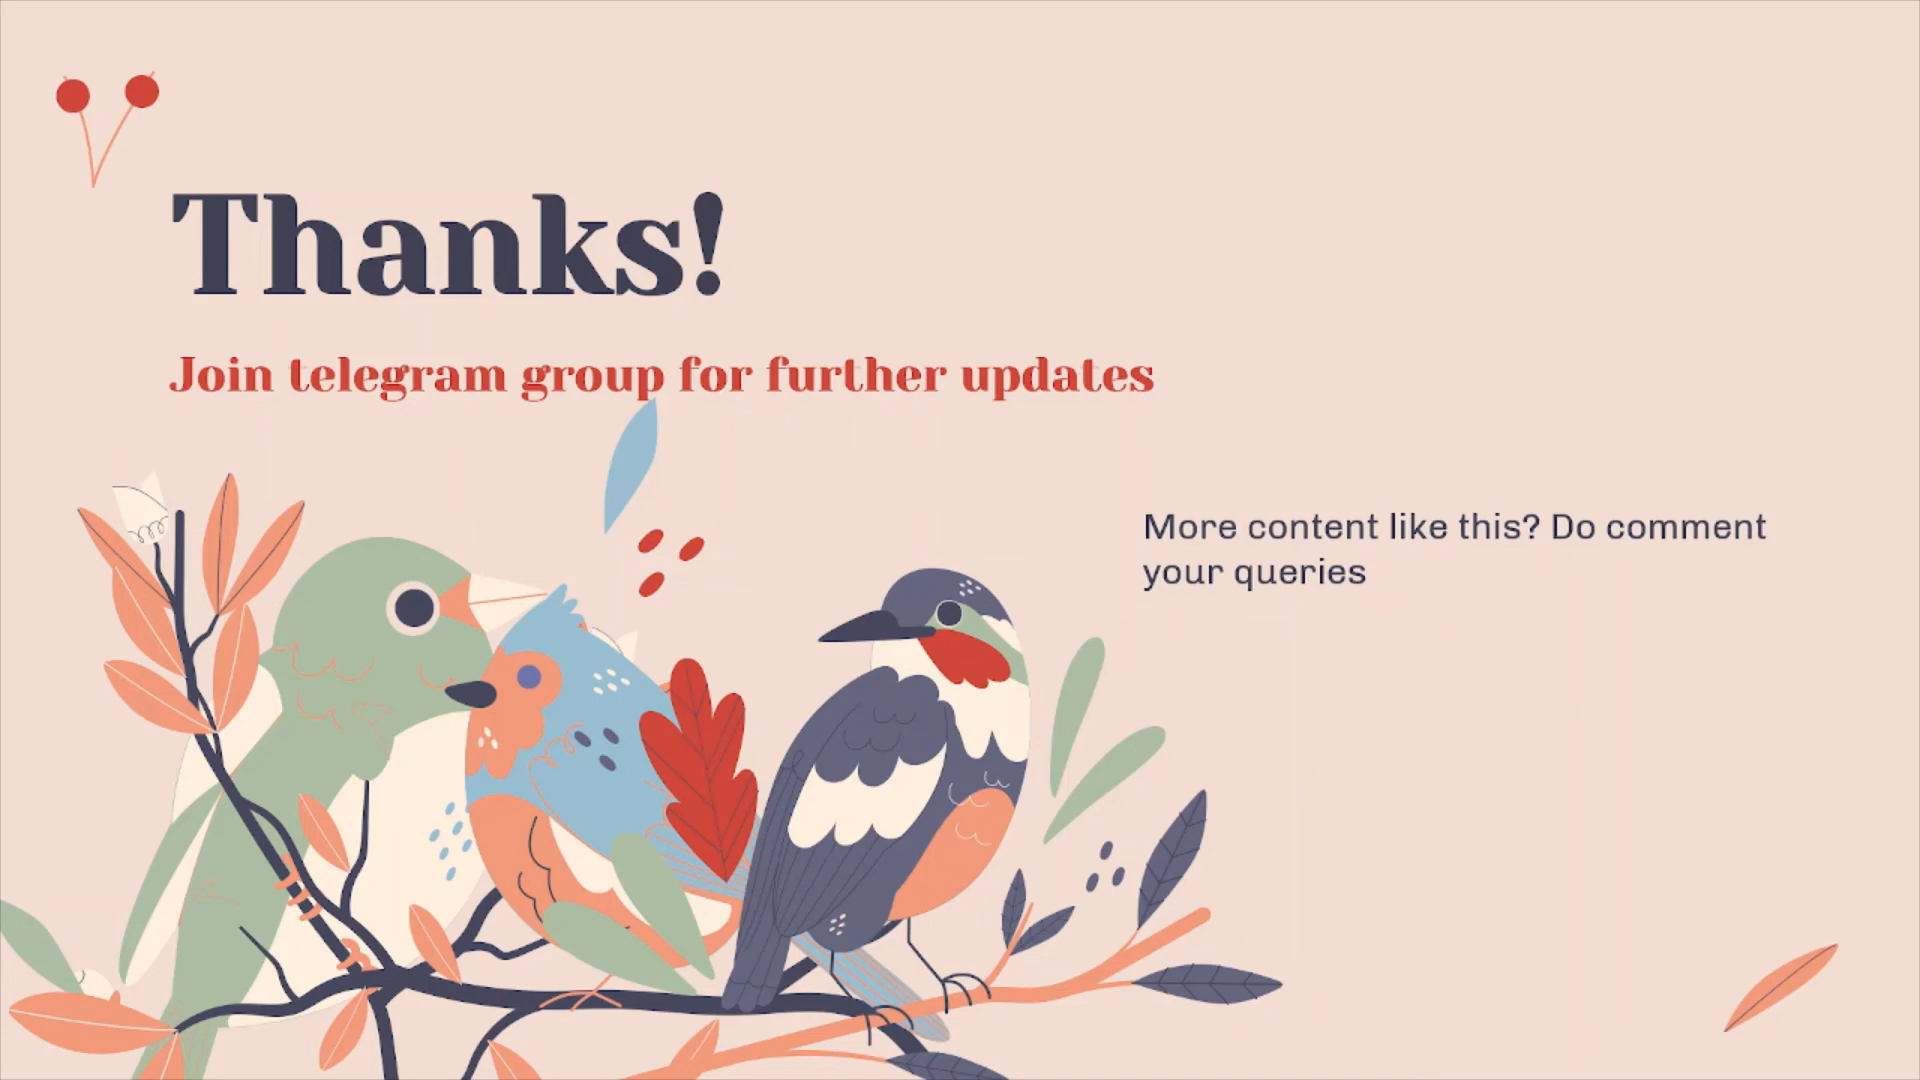 Thanks!
Join telegram group for further updates
More content like this? Do comment
your queries